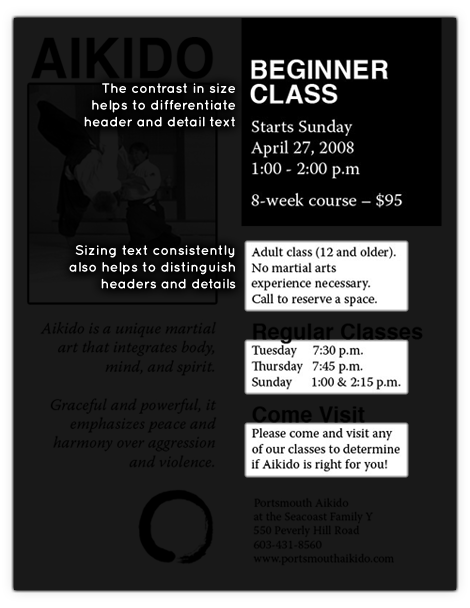 AIKIDO
The contrast in size
helps to differentiate
header and detail text
BEGINNER
CLASS
Starts Sunday
April 27, 2008
1:00 - 2:00 p.m
8-week course – $95
Sizing text consistently
also helps to distinguish
headers and details
Adult class (12 and older).
No martial arts
experience necessary.
Call to reserve a space.
Aikido is a unique martial
art that integrates body,
mind, and spirit.
Graceful and powerful, it
emphasizes peace and
harmony over aggression
and violence.
Regular Classes
Tuesday 7:30 p.m.
Thursday 7:45 p.m.
Sunday 1:00 & 2:15 p.m.
Come Visit
Please come and visit any
of our classes to determine
if Aikido is right for you!
Portsmouth Aikido
at the Seacoast Family Y
550 Peverly Hill Road
603-431-8560
www.portsmouthaikido.com